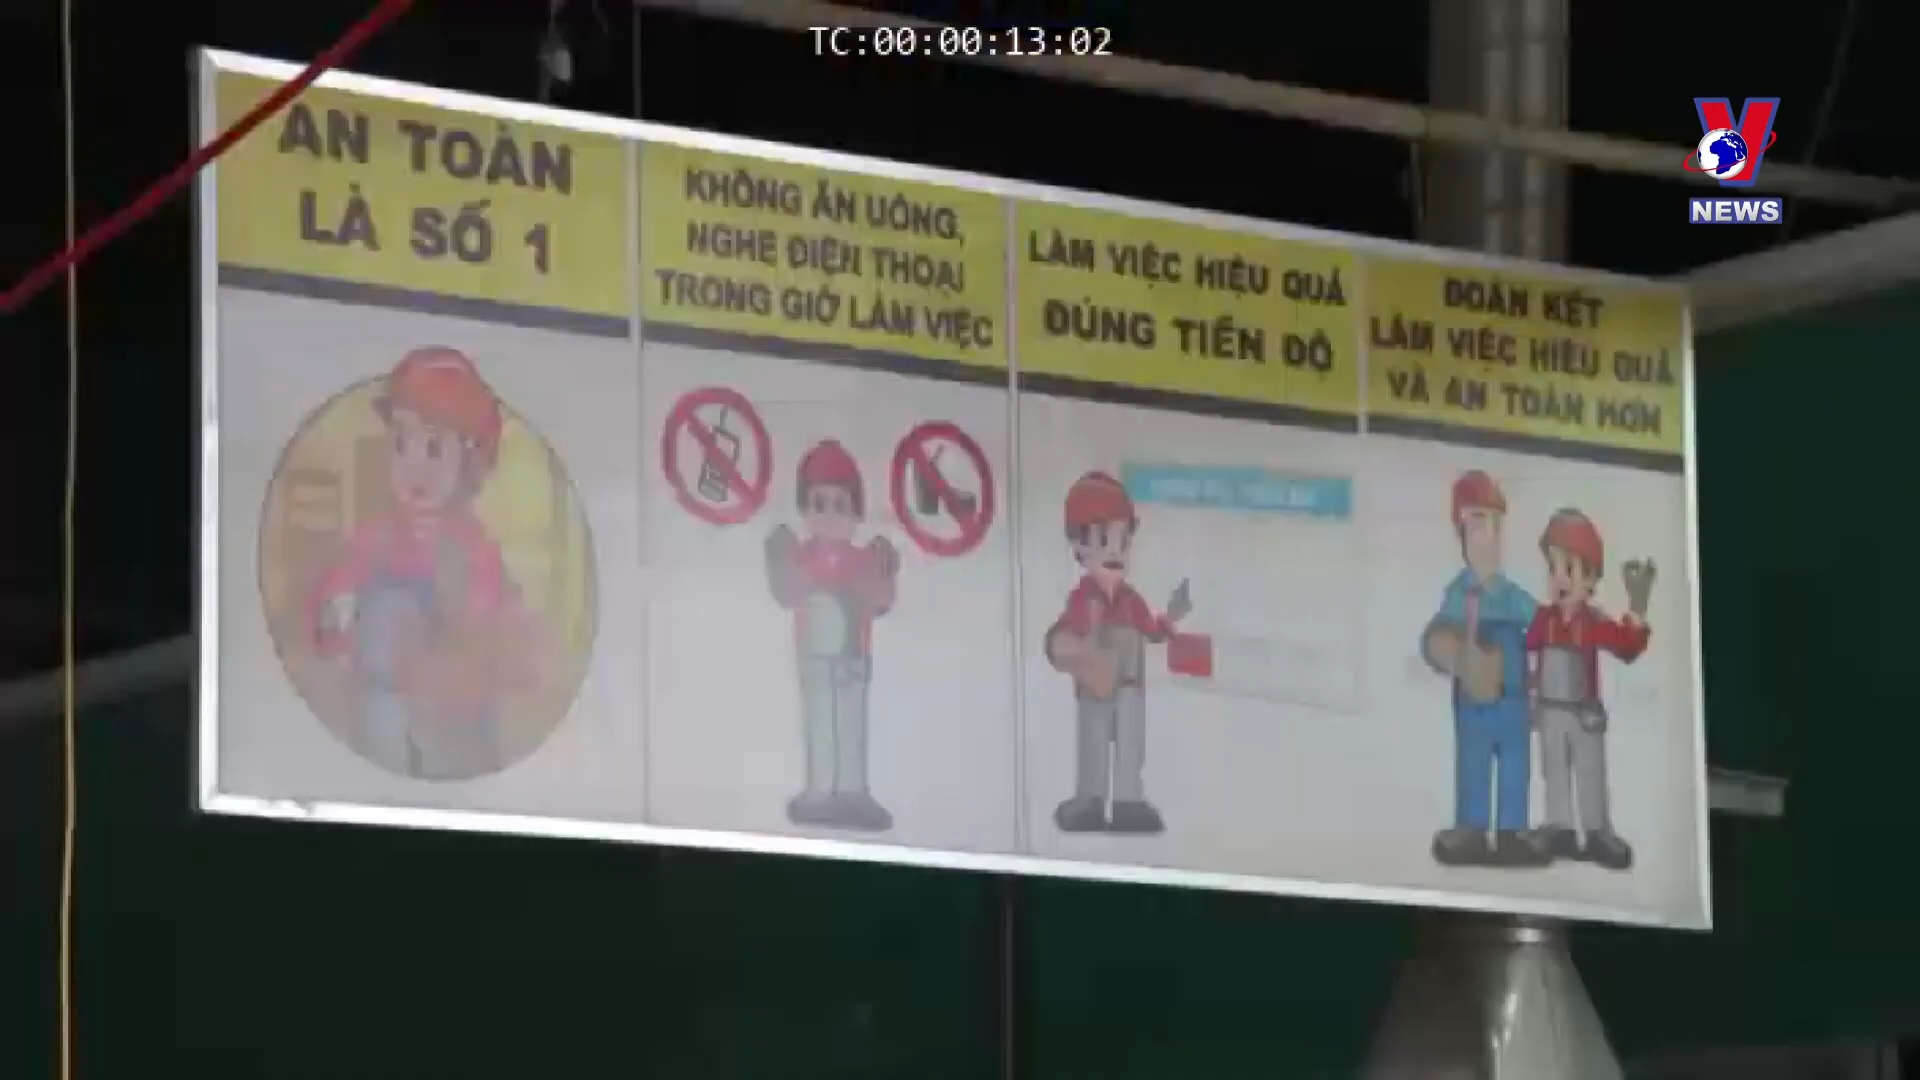 TC:00:00:13:02
V
NEWS
AN TOÀN
LÀ SỐ 1
KHÔNG ĂN UỐNG,
NGHE ĐIỆN THOẠI
TRONG GIỜ LÀM VIỆC
LÀM VIỆC HIỆU QUẢ
ĐÚNG TIẾN ĐỘ
ĐOÀN KẾT
LÀM VIỆC HIỆU QUẢ
VÀ AN TOÀN HƠN